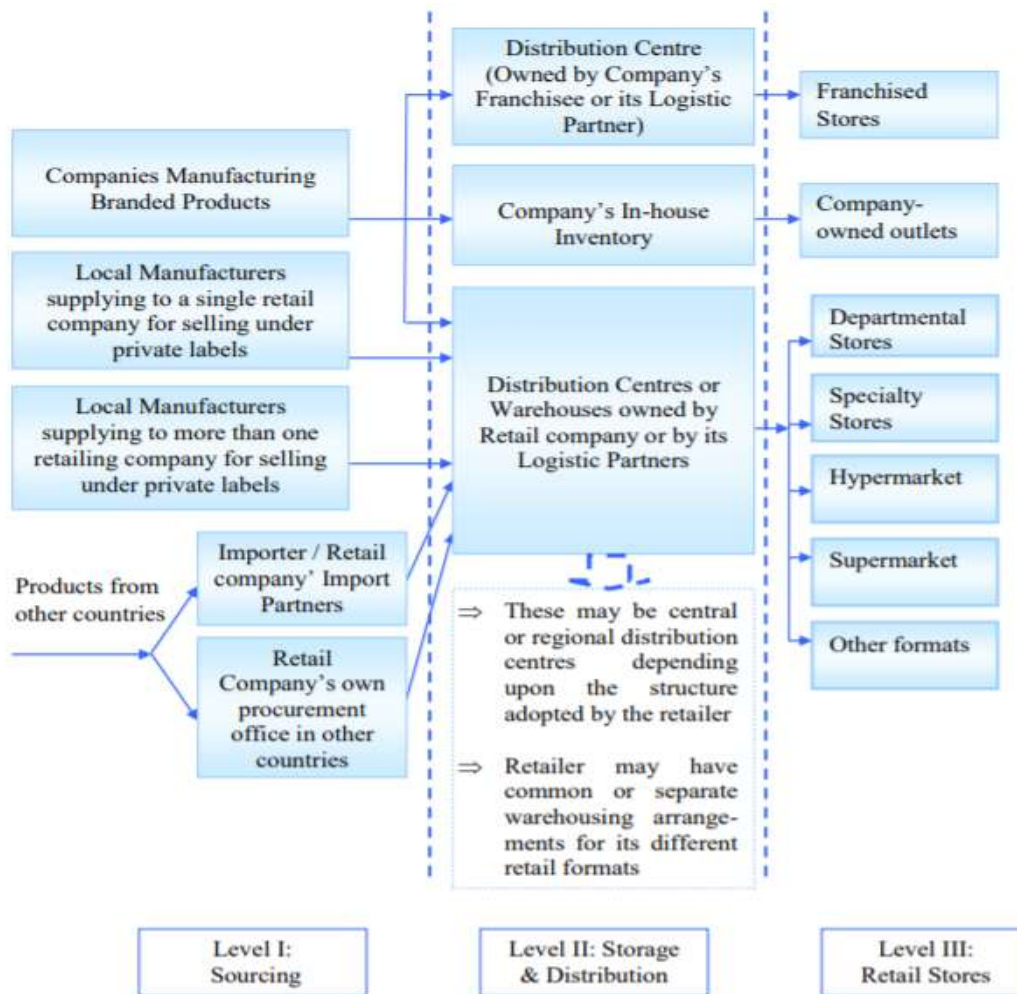 Distribution Centre
(Owned by Company's
Franchisee or its Logistic
Partner)
Franchised
Stores
Companies Manufacturing
Branded Products
Company's In-house
Inventory
Company-
owned outlets
Local Manufacturers
supplying to a single retail
company for selling under
private labels
Local Manufacturers
supplying to more than one
retailing company for selling
under private labels
Distribution Centres or
Warehouses owned by
Retail company or by its
Logistic Partners
Departmental
Stores
Specialty
Stores
Hypermarket
Supermarket
Other formats
Products from
other countries
Importer / Retail
company' Import
Partners
Retail
Company's own
procurement
office in other
countries
⇒ These may be central
or regional distribution
centres depending
upon the structure
adopted by the retailer
⇒ Retailer may have
common or separate
warehousing arrange-
ments for its different
retail formats
Level I:
Sourcing
Level II: Storage
& Distribution
Level III:
Retail Stores